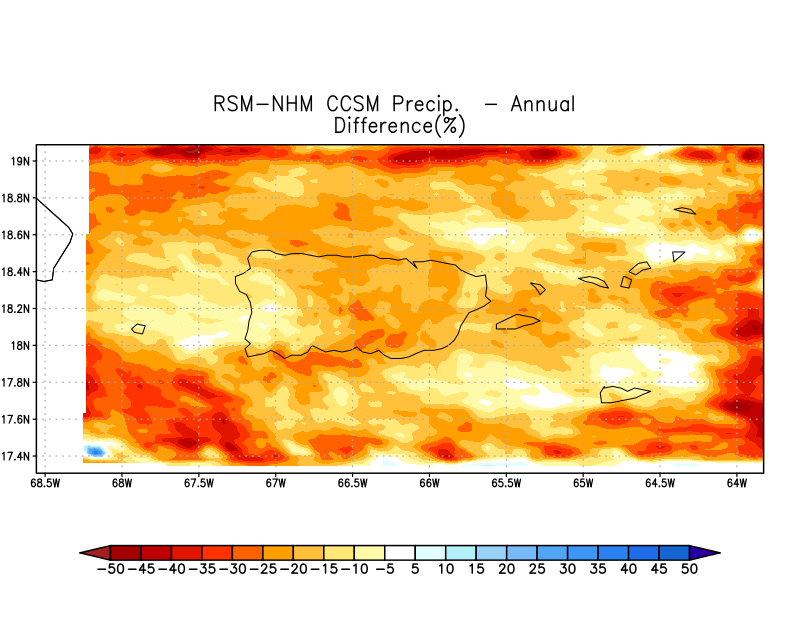 RSM-NHM CCSM Precip. - Annual
Difference(%)
19N
18.8N
18.6N
18.4N
18.2N
18N
17.8N
17.6N
17.4N
68.5W 68W 67.5W 67W 66.5W 66W 65.5W 65W 64.5W 64W
-50 -45 -40 -35 -30 -25 -20 -15 -10 -5 5 10 15 20 25 30 35 40 45 50